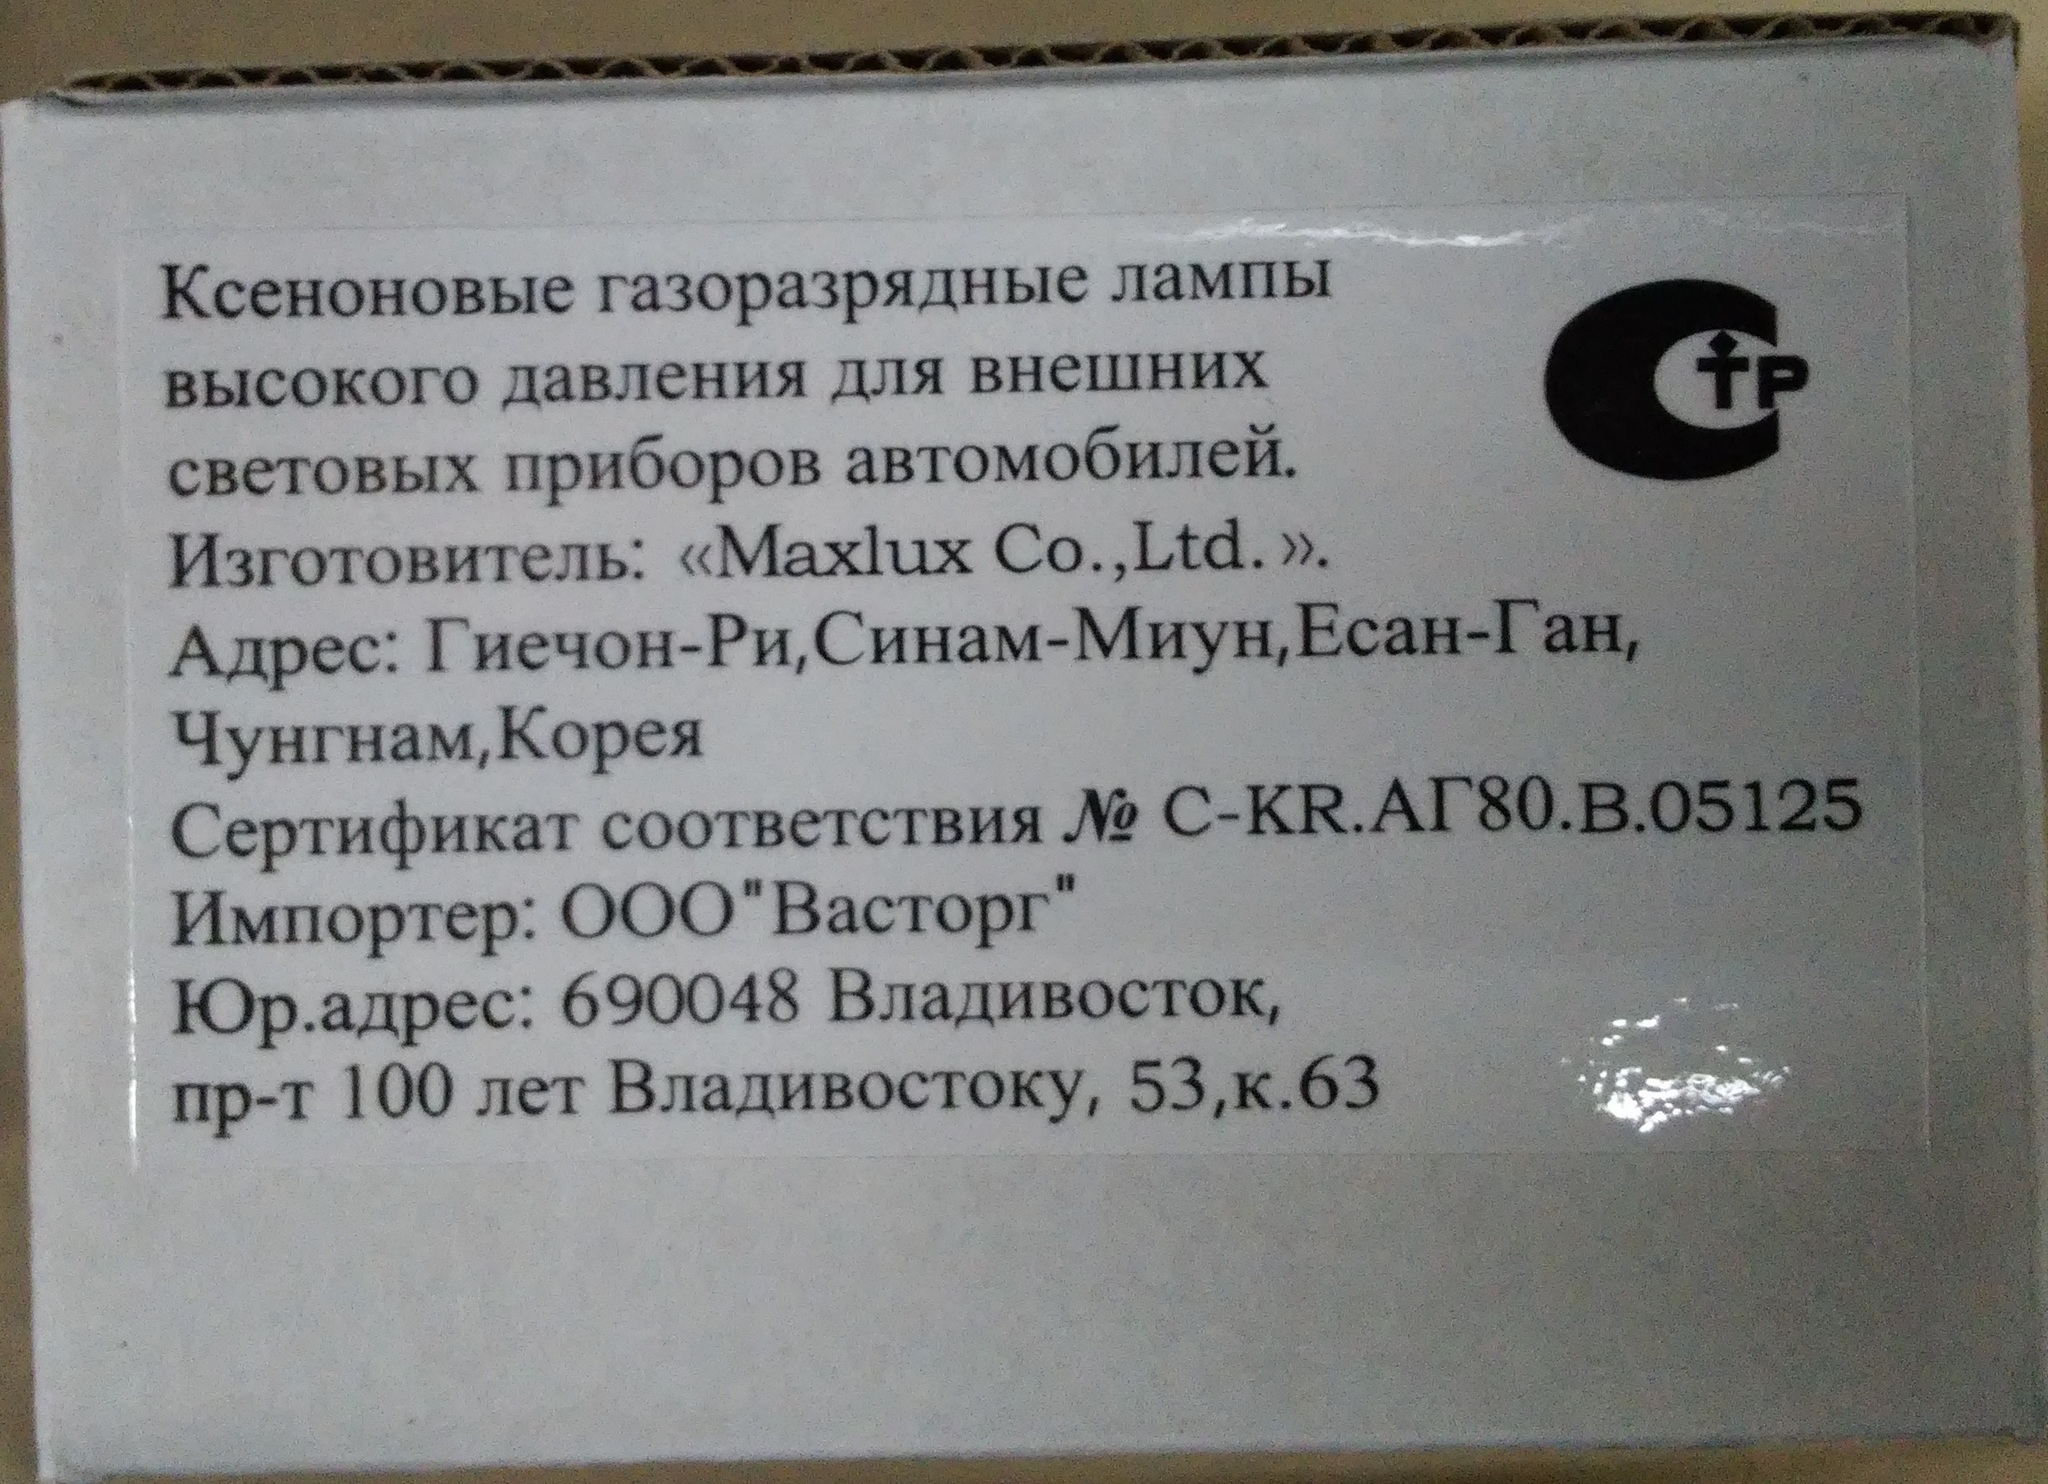 Ксеноновые газоразрядные лампы
высокого давления для внешних
световых приборов автомобилей.
Изготовитель: «Maxlux Co.,Ltd.».
Адрес: Гиечон-Ри,Синам-Миун,Есан-Ган,
Чунгнам,Корея
Сертификат соответствия № C-KR.АГ80.В.05125
Импортер: ООО"Васторг"
Юр.адрес: 690048 Владивосток,
пр-т 100 лет Владивостоку, 53,к.63
СТР